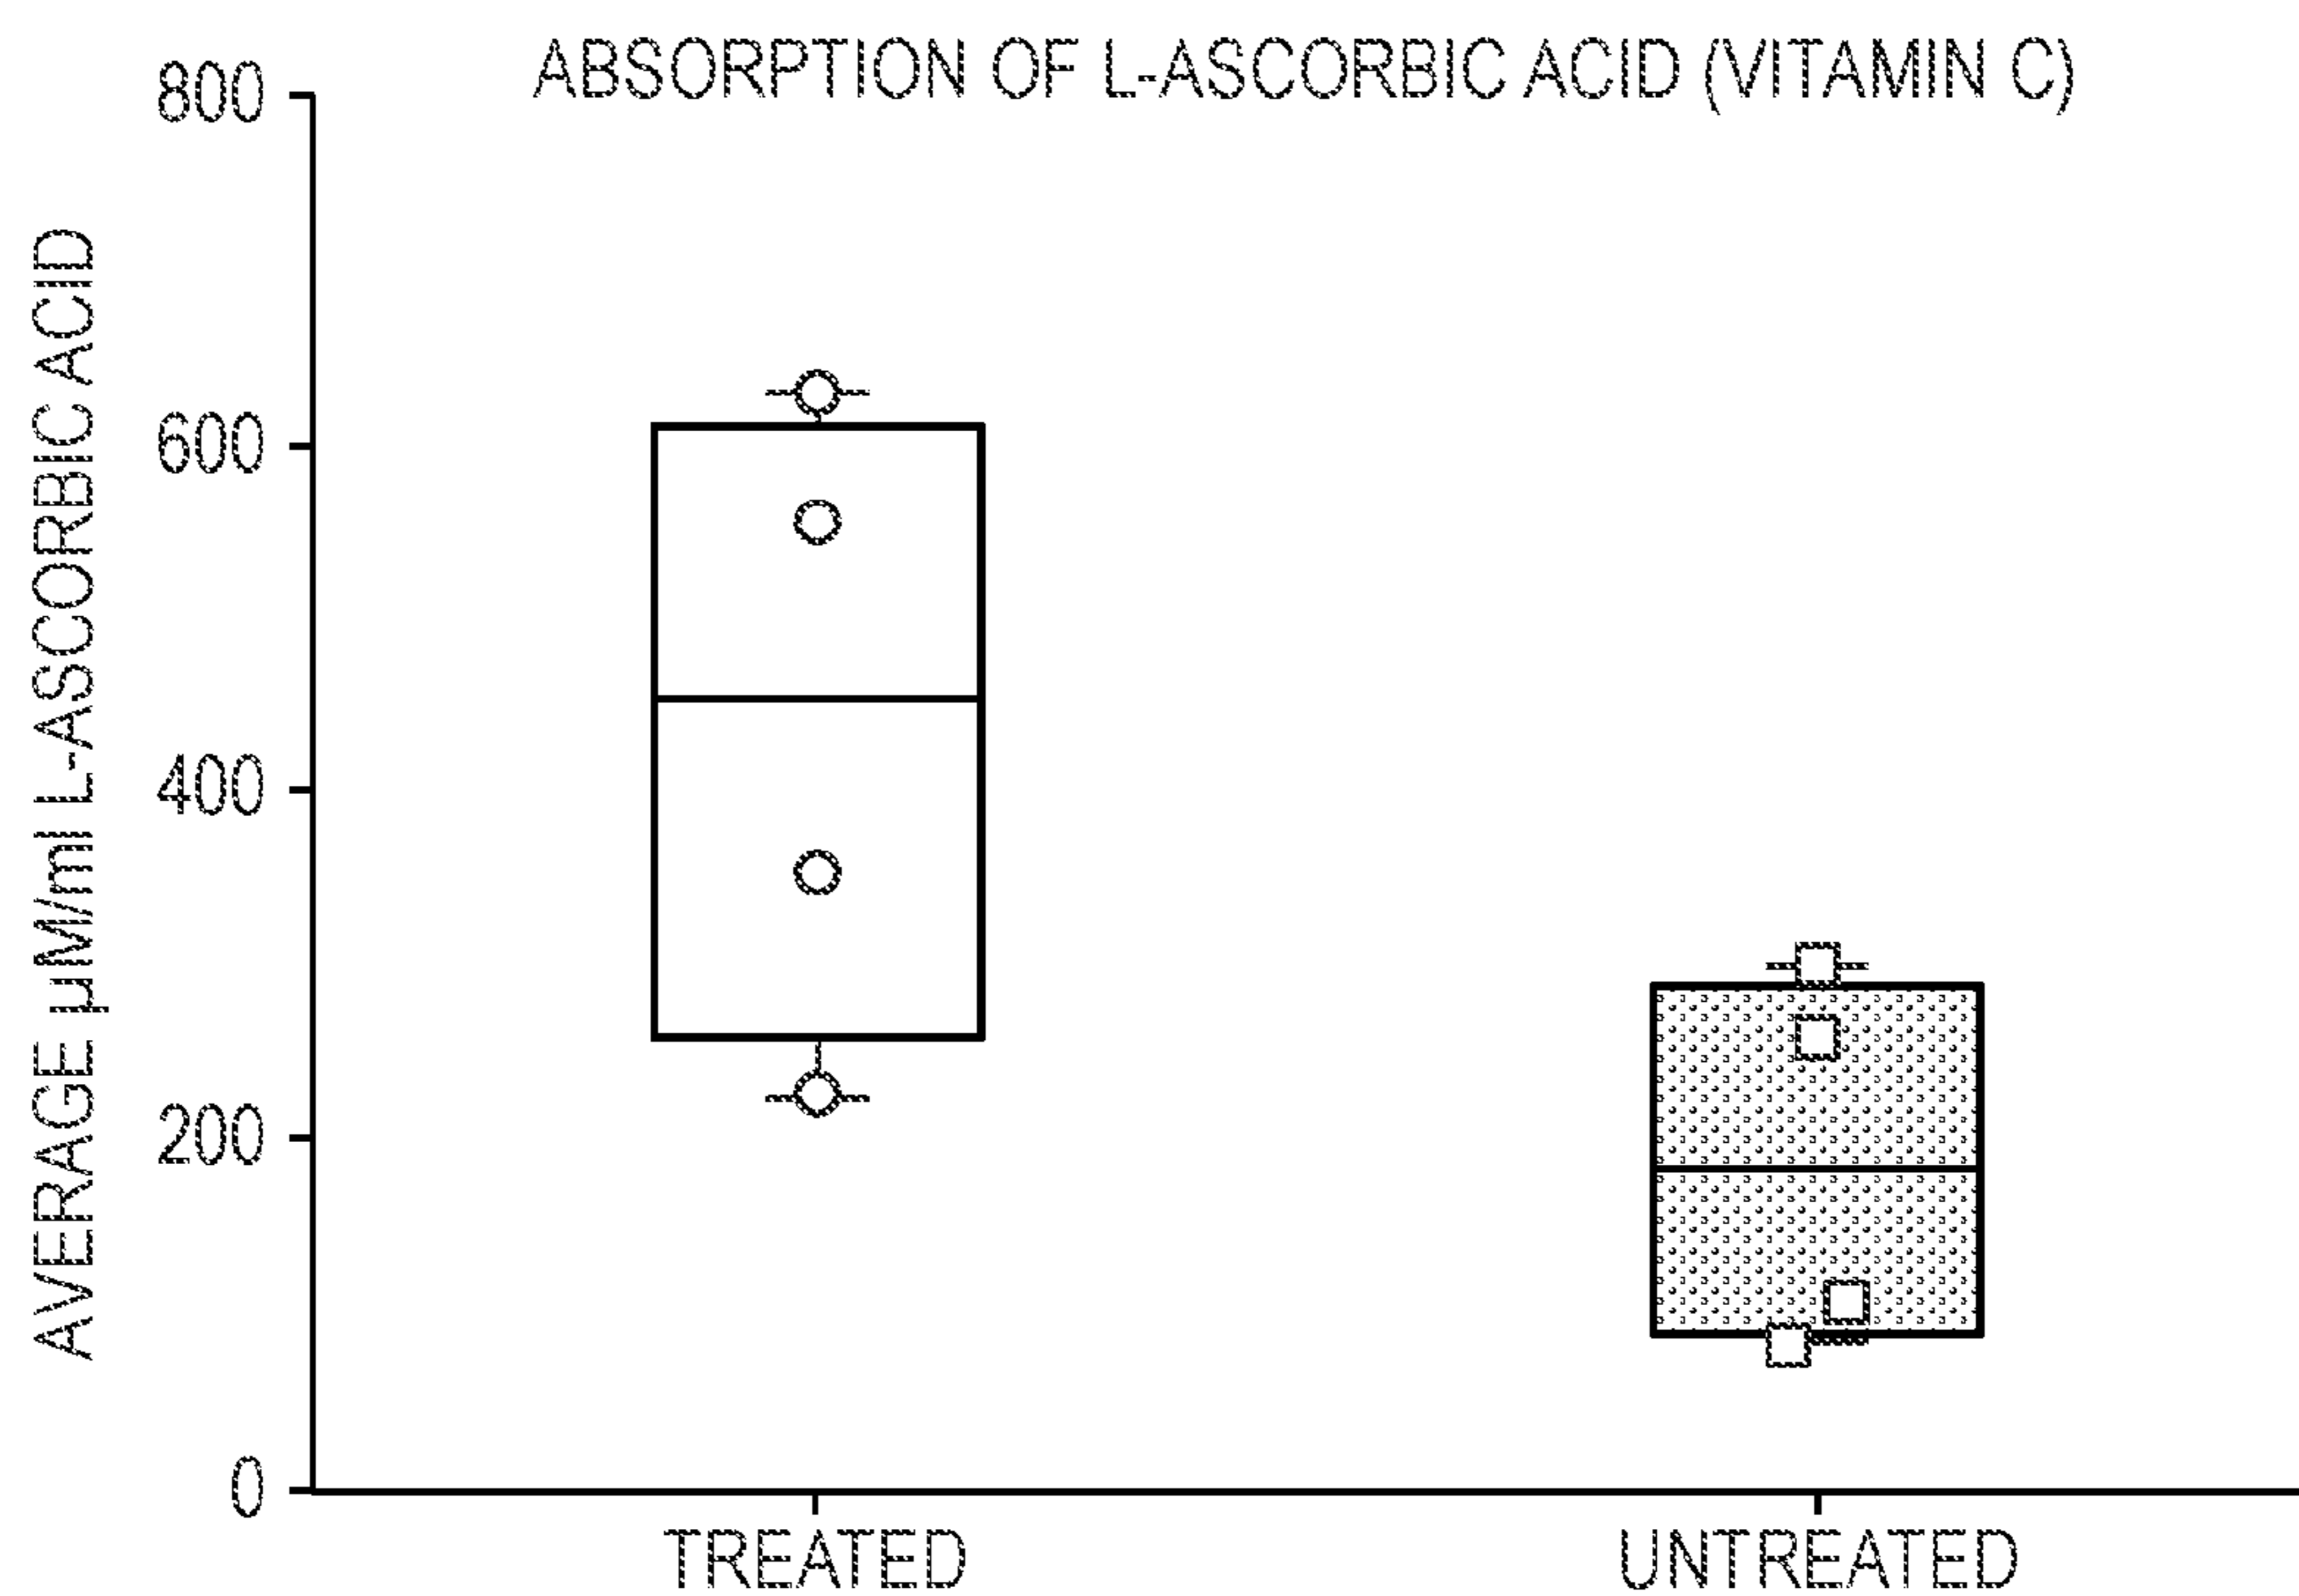 ABSORPTION OF L-ASCORBIC ACID (VITAMIN C)
AVERAGE µM/ml L-ASCORBIC ACID
800
600
400
200
0
TREATED
UNTREATED